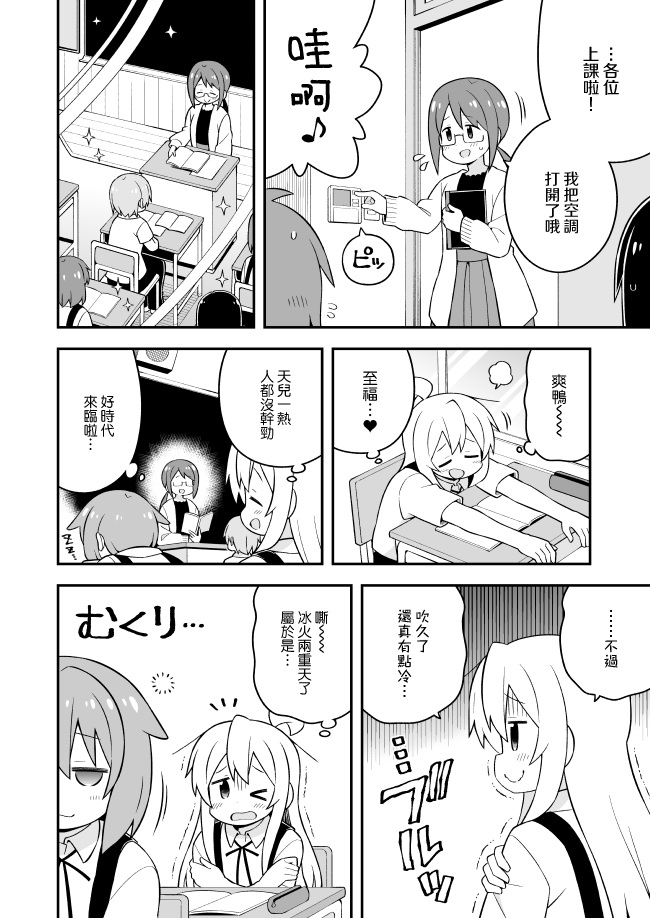 …各位
上課啦！
我把空調
打開了哦
ピッ
哇
啊♪
爽鴨~~
至福…♥
天兒一熱
人都沒幹勁
好時代
來臨啦…
ZZ…
……不過
吹久了
還真有點冷…
ブルッ
嘶~~
冰火兩重天了
屬於是…
むくり…